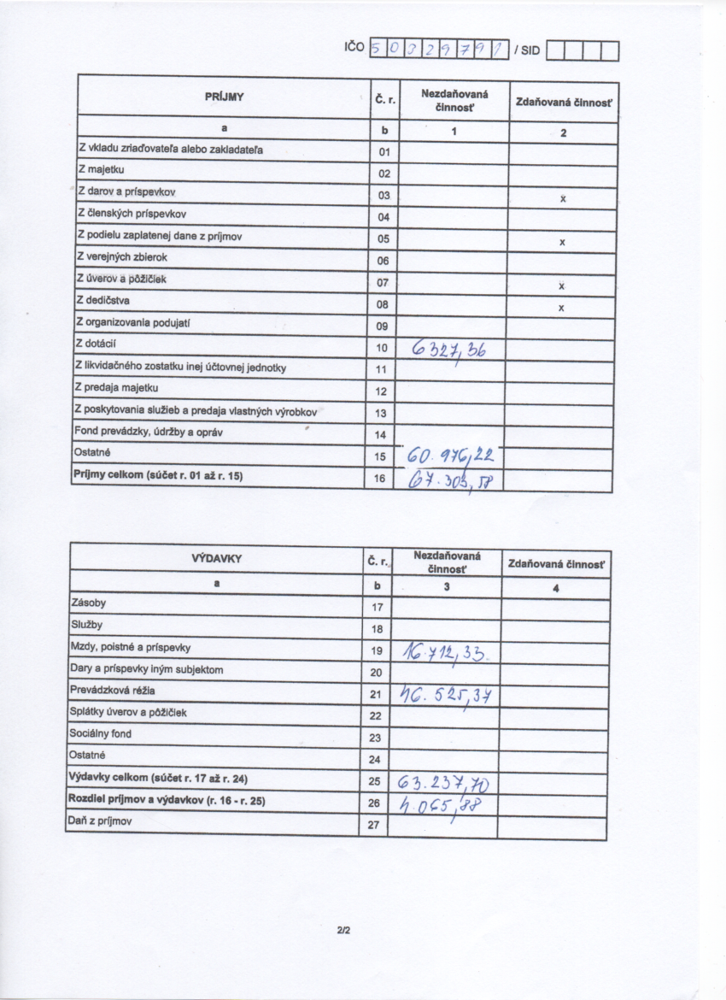 IČO 50329791 / SID
PRÍJMY Č. r. Nezdaňovaná činnosť Zdaňovaná činnosť
a b 1 2
Z vkladu zriaďovateľa alebo zakladateľa 01
Z majetku 02
Z darov a príspevkov 03 x
Z členských príspevkov 04
Z podielu zaplatenej dane z príjmov 05 x
Z verejných zbierok 06
Z úverov a pôžičiek 07 x
Z dedičstva 08 x
Z organizovania podujatí 09
Z dotácií 10 6327,36
Z likvidačného zostatku inej účtovnej jednotky 11
Z predaja majetku 12
Z poskytovania služieb a predaja vlastných výrobkov 13
Fond prevádzky, údržby a opráv 14
Ostatné 15 60.976,22
Príjmy celkom (súčet r. 01 až r. 15) 16 67.303,58
VÝDAVKY Č. r. Nezdaňovaná činnosť Zdaňovaná činnosť
a b 3 4
Zásoby 17
Služby 18
Mzdy, poistné a príspevky 19 16.712,33
Dary a príspevky iným subjektom 20
Prevádzková réžia 21 46.525,37
Splátky úverov a pôžičiek 22
Sociálny fond 23
Ostatné 24
Výdavky celkom (súčet r. 17 až r. 24) 25 63.237,70
Rozdiel príjmov a výdavkov (r. 16 - r. 25) 26 4.065,88
Daň z príjmov 27
2/2